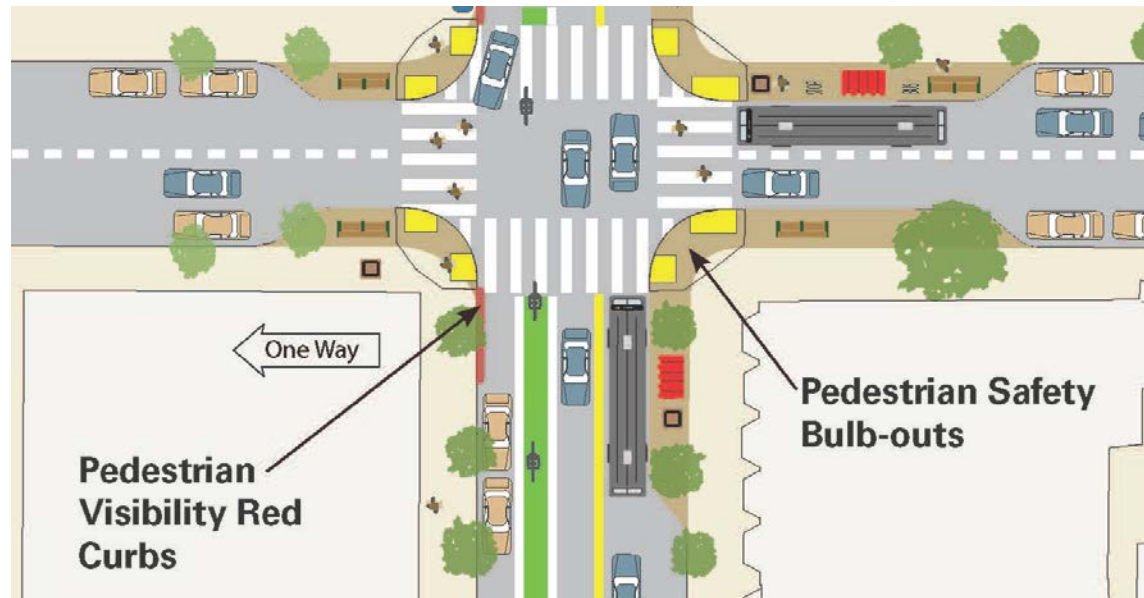 One Way
Pedestrian
Visibility Red
Curbs
Pedestrian Safety
Bulb-outs